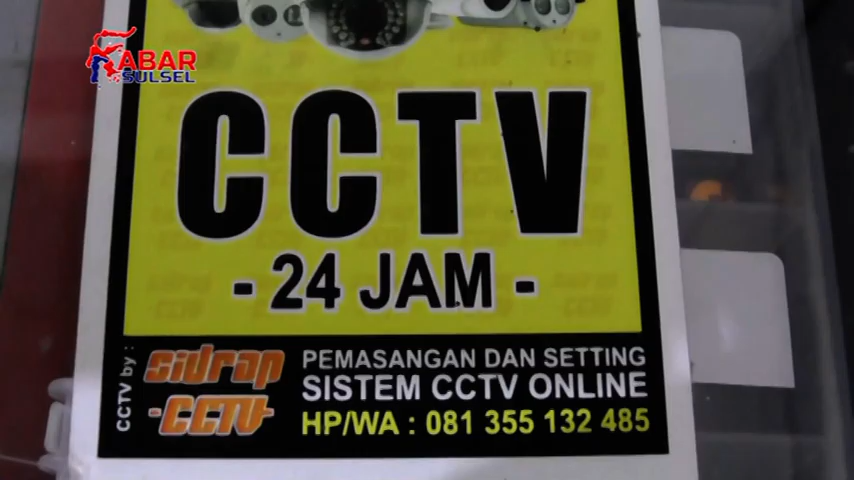 KABAR
SULSEL
CCTV
- 24 JAM -
CCTV by :
Sidrap
-CCTV-
PEMASANGAN DAN SETTING
SISTEM CCTV ONLINE
HP/WA : 081 355 132 485